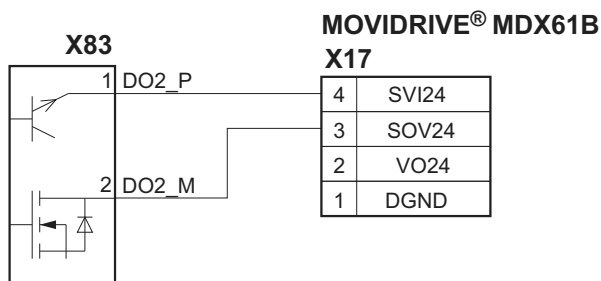 MOVIDRIVE® MDX61B
X83
X17
1 DO2_P
4 SVI24
3 SOV24
2 VO24
2 DO2_M
1 DGND